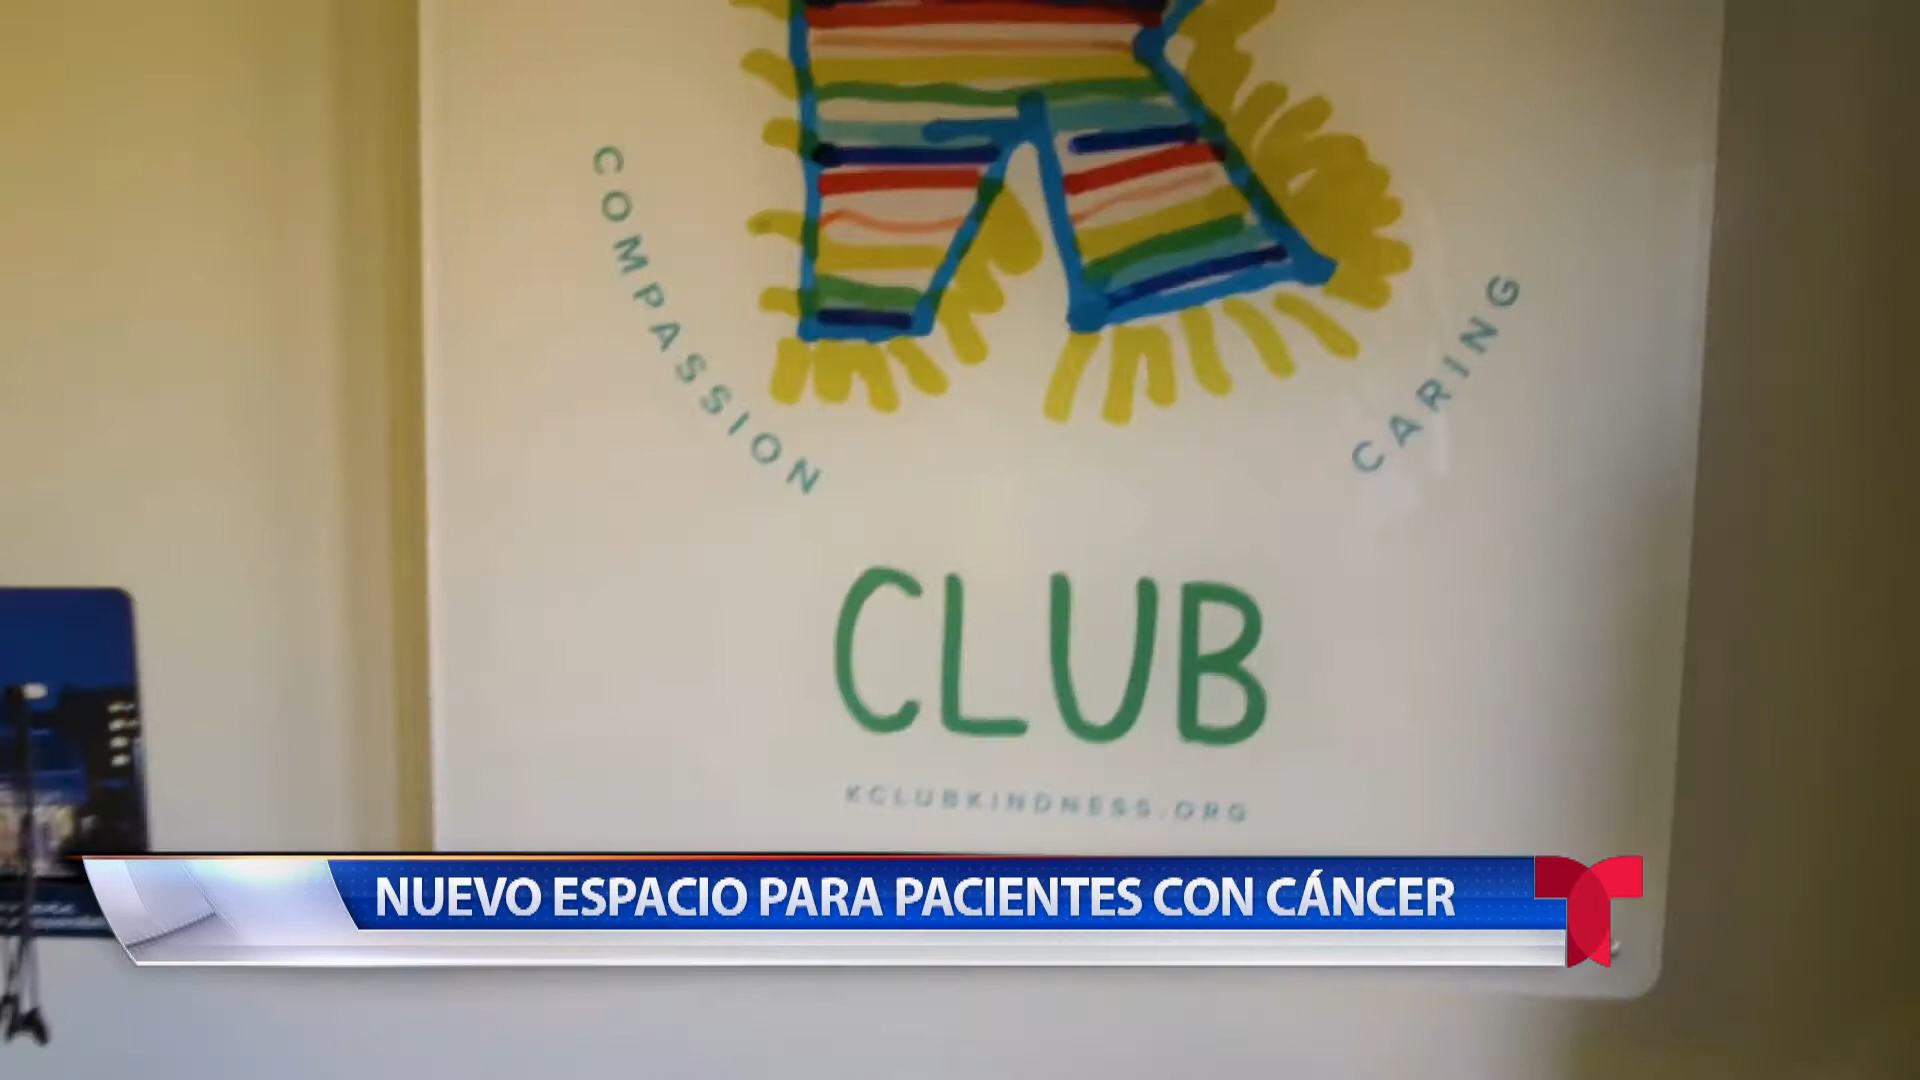 COMPASSION
CARING
CLUB
KCLUBKINDNESS.ORG
NUEVO ESPACIO PARA PACIENTES CON CÁNCER